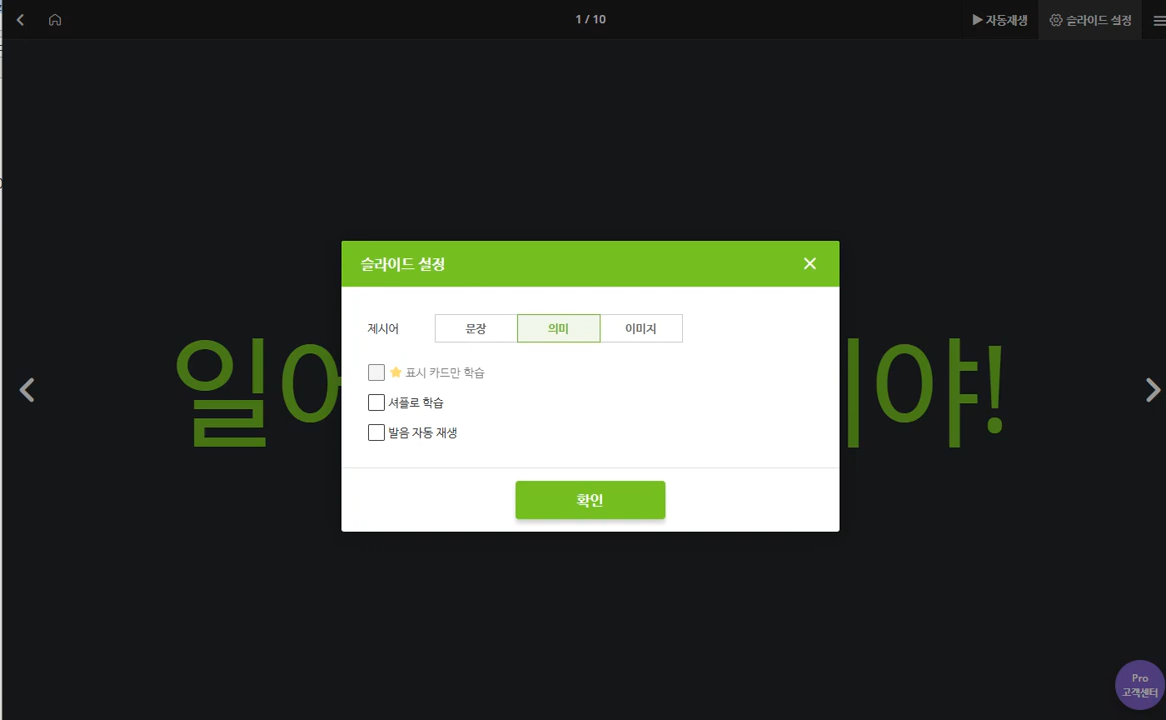 1 / 10
자동재생
슬라이드 설정
슬라이드 설정
제시어
문장
의미
이미지
표시 카드만 학습
셔플로 학습
발음 자동 재생
확인
야!
Pro
고객센터